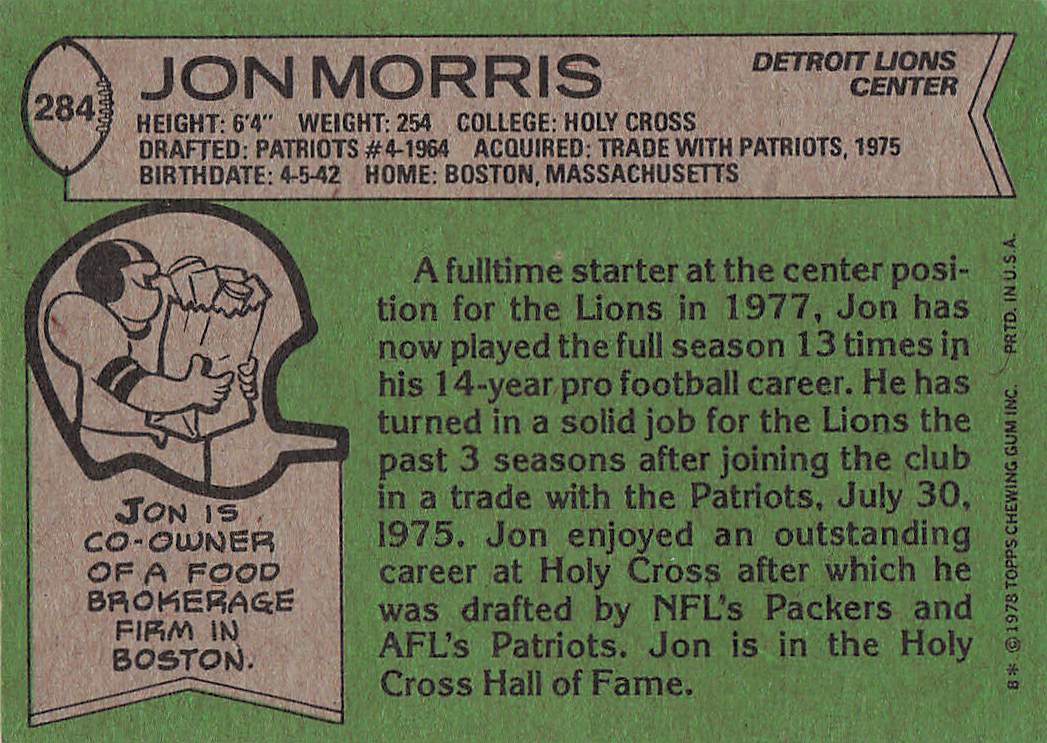 284
JON MORRIS
DETROIT LIONS
CENTER
HEIGHT: 6'4" WEIGHT: 254 COLLEGE: HOLY CROSS
DRAFTED: PATRIOTS #4-1964 ACQUIRED: TRADE WITH PATRIOTS, 1975
BIRTHDATE: 4-5-42 HOME: BOSTON, MASSACHUSETTS
JON IS
CO-OWNER
OF A FOOD
BROKERAGE
FIRM IN
BOSTON.
A fulltime starter at the center posi-
tion for the Lions in 1977, Jon has
now played the full season 13 times in
his 14-year pro football career. He has
turned in a solid job for the Lions the
past 3 seasons after joining the club
in a trade with the Patriots, July 30,
1975. Jon enjoyed an outstanding
career at Holy Cross after which he
was drafted by NFL's Packers and
AFL's Patriots. Jon is in the Holy
Cross Hall of Fame.
B* © 1978 TOPPS CHEWING GUM INC. PRTD. IN U.S.A.